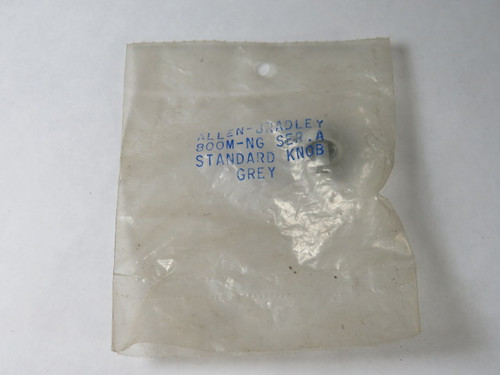 ALLEN-BRADLEY
800M-NG SER.A
STANDARD KNOB
GREY